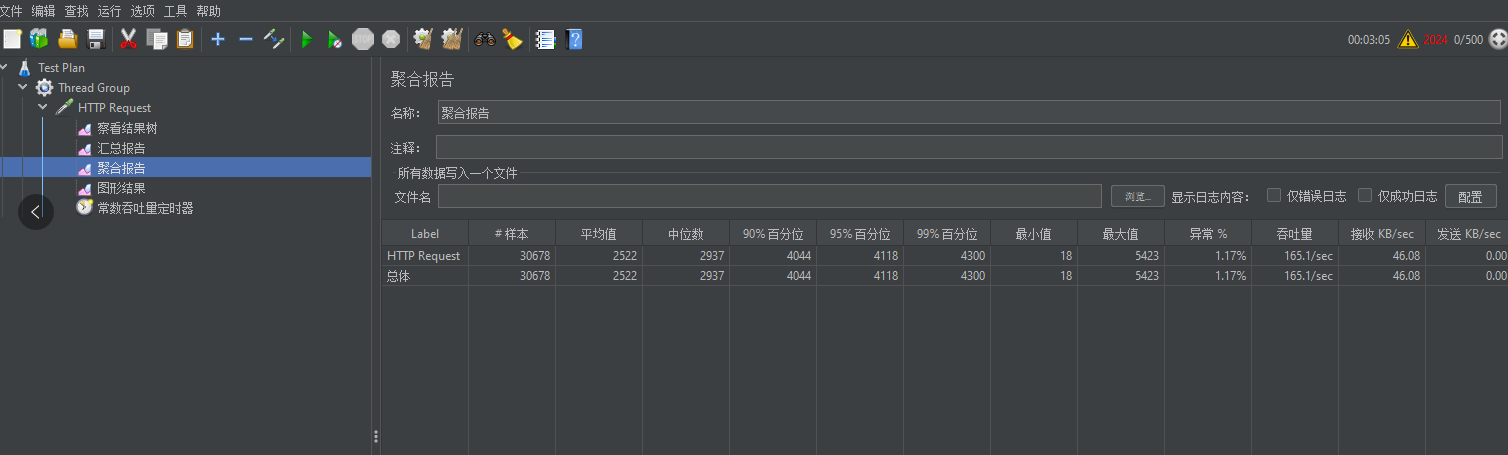 文件 编辑 查找 运行 选项 工具 帮助
00:03:05 2024 0/500
Test Plan
Thread Group
HTTP Request
察看结果树
汇总报告
聚合报告
图形结果
常数吞吐量定时器
聚合报告
名称： 聚合报告
注释：
所有数据写入一个文件
文件名 浏览... 显示日志内容： 仅错误日志 仅成功日志 配置
Label # 样本 平均值 中位数 90% 百分位 95% 百分位 99% 百分位 最小值 最大值 异常 % 吞吐量 接收 KB/sec 发送 KB/sec
HTTP Request 30678 2522 2937 4044 4118 4300 18 5423 1.17% 165.1/sec 46.08 0.00
总体 30678 2522 2937 4044 4118 4300 18 5423 1.17% 165.1/sec 46.08 0.00